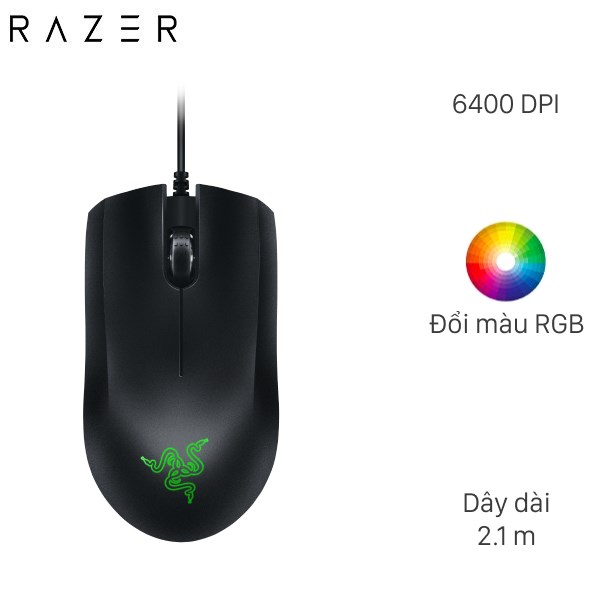 RAZER
6400 DPI
Đổi màu RGB
Dây dài
2.1 m